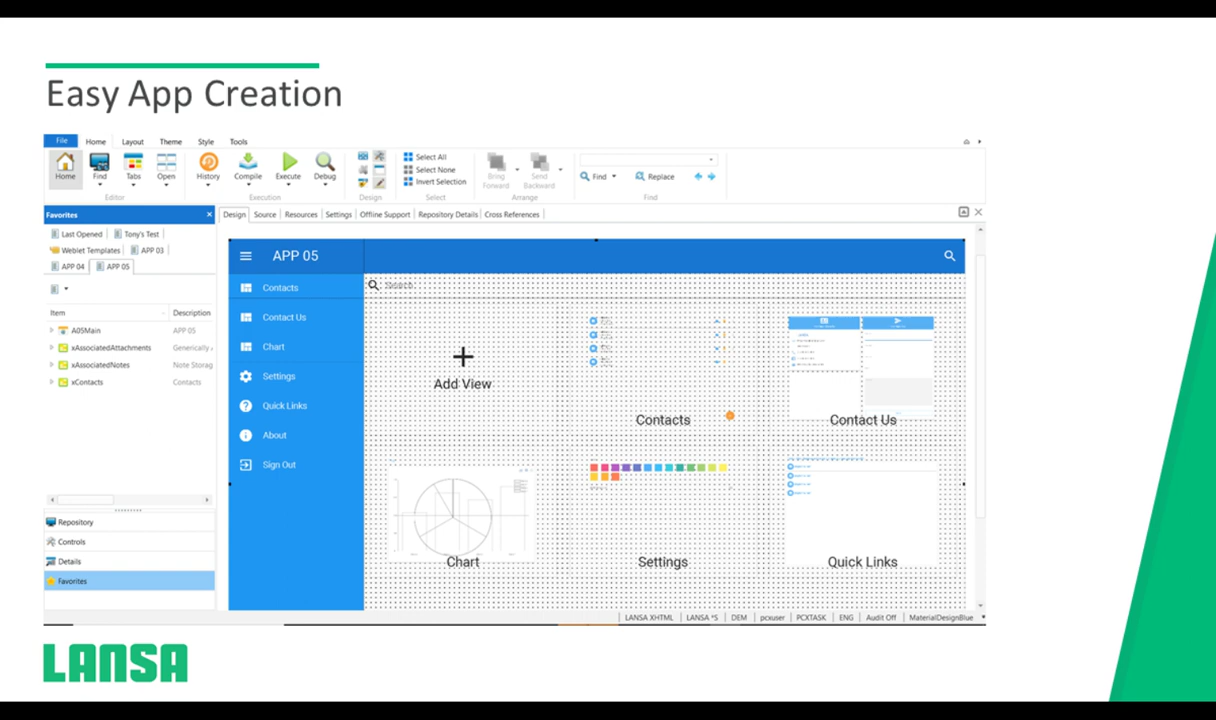 Easy App Creation
File Home Layout Theme Style Tools
Home Find Tabs Open History Compile Execute Debug
Select All
Select None
Invert Selection
Bring Forward
Send Backward
Find Replace
Editor Execution Design Select Arrange Find
Favorites
Design Source Resources Settings Offline Support Repository Details Cross References
Last Opened Tony's Test
Weblet Templates APP 03
APP 04 APP 05
Item Description
A05Main APP 05
xAssociatedAttachments Generically
xAssociatedNotes Note Storag
xContacts Contacts
Repository
Controls
Details
Favorites
APP 05
Contacts
Contact Us
Chart
Settings
Quick Links
About
Sign Out
Search
Add View
Contacts
Contact Us
Chart
Settings
Quick Links
LANSA XHTML LANSA *S DEM pcxuser PCXTASK ENG Audit Off MaterialDesignBlue
LANSA